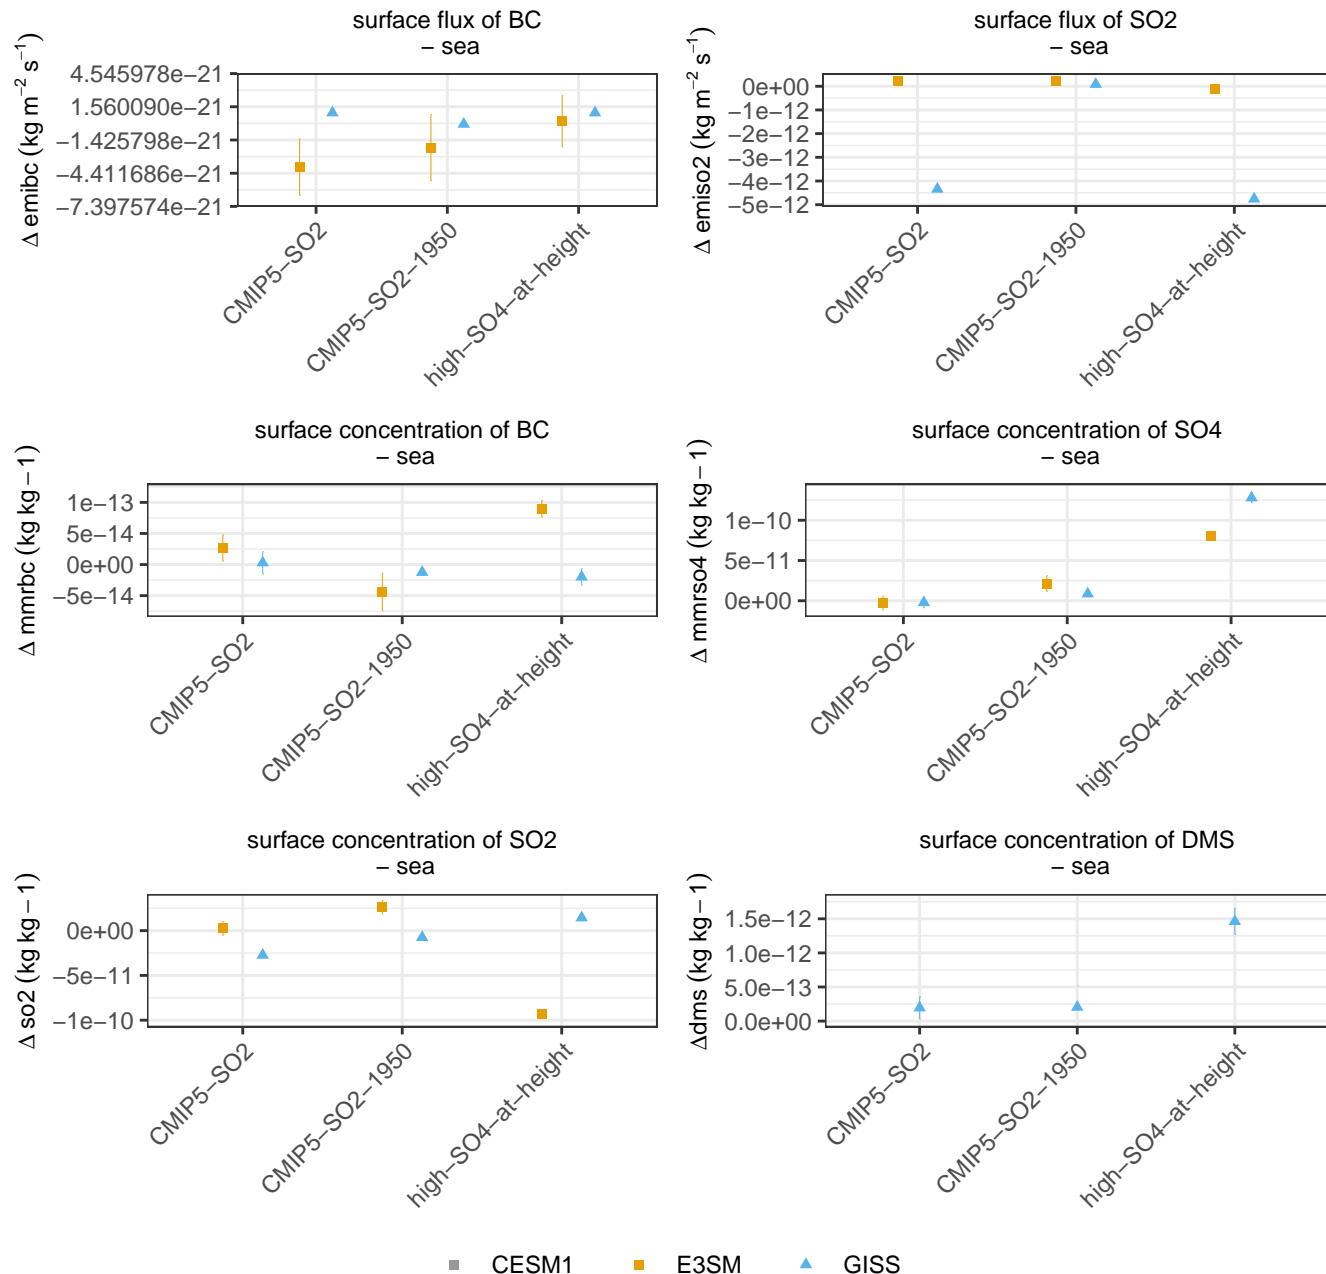 surface flux of BC
− sea
Δ emibc (kg m⁻² s⁻¹)
4.545978e−21
1.560090e−21
−1.425798e−21
−4.411686e−21
−7.397574e−21
CMIP5−SO2
CMIP5−SO2−1950
high−SO4−at−height
surface flux of SO2
− sea
Δ emiso2 (kg m⁻² s⁻¹)
0e+00
−1e−12
−2e−12
−3e−12
−4e−12
−5e−12
CMIP5−SO2
CMIP5−SO2−1950
high−SO4−at−height
surface concentration of BC
− sea
Δ mmrbc (kg kg−1)
1e−13
5e−14
0e+00
−5e−14
CMIP5−SO2
CMIP5−SO2−1950
high−SO4−at−height
surface concentration of SO4
− sea
Δ mmrso4 (kg kg−1)
1e−10
5e−11
0e+00
CMIP5−SO2
CMIP5−SO2−1950
high−SO4−at−height
surface concentration of SO2
− sea
Δ so2 (kg kg−1)
0e+00
−5e−11
−1e−10
CMIP5−SO2
CMIP5−SO2−1950
high−SO4−at−height
surface concentration of DMS
− sea
Δdms (kg kg−1)
1.5e−12
1.0e−12
5.0e−13
0.0e+00
CMIP5−SO2
CMIP5−SO2−1950
high−SO4−at−height
CESM1 E3SM GISS